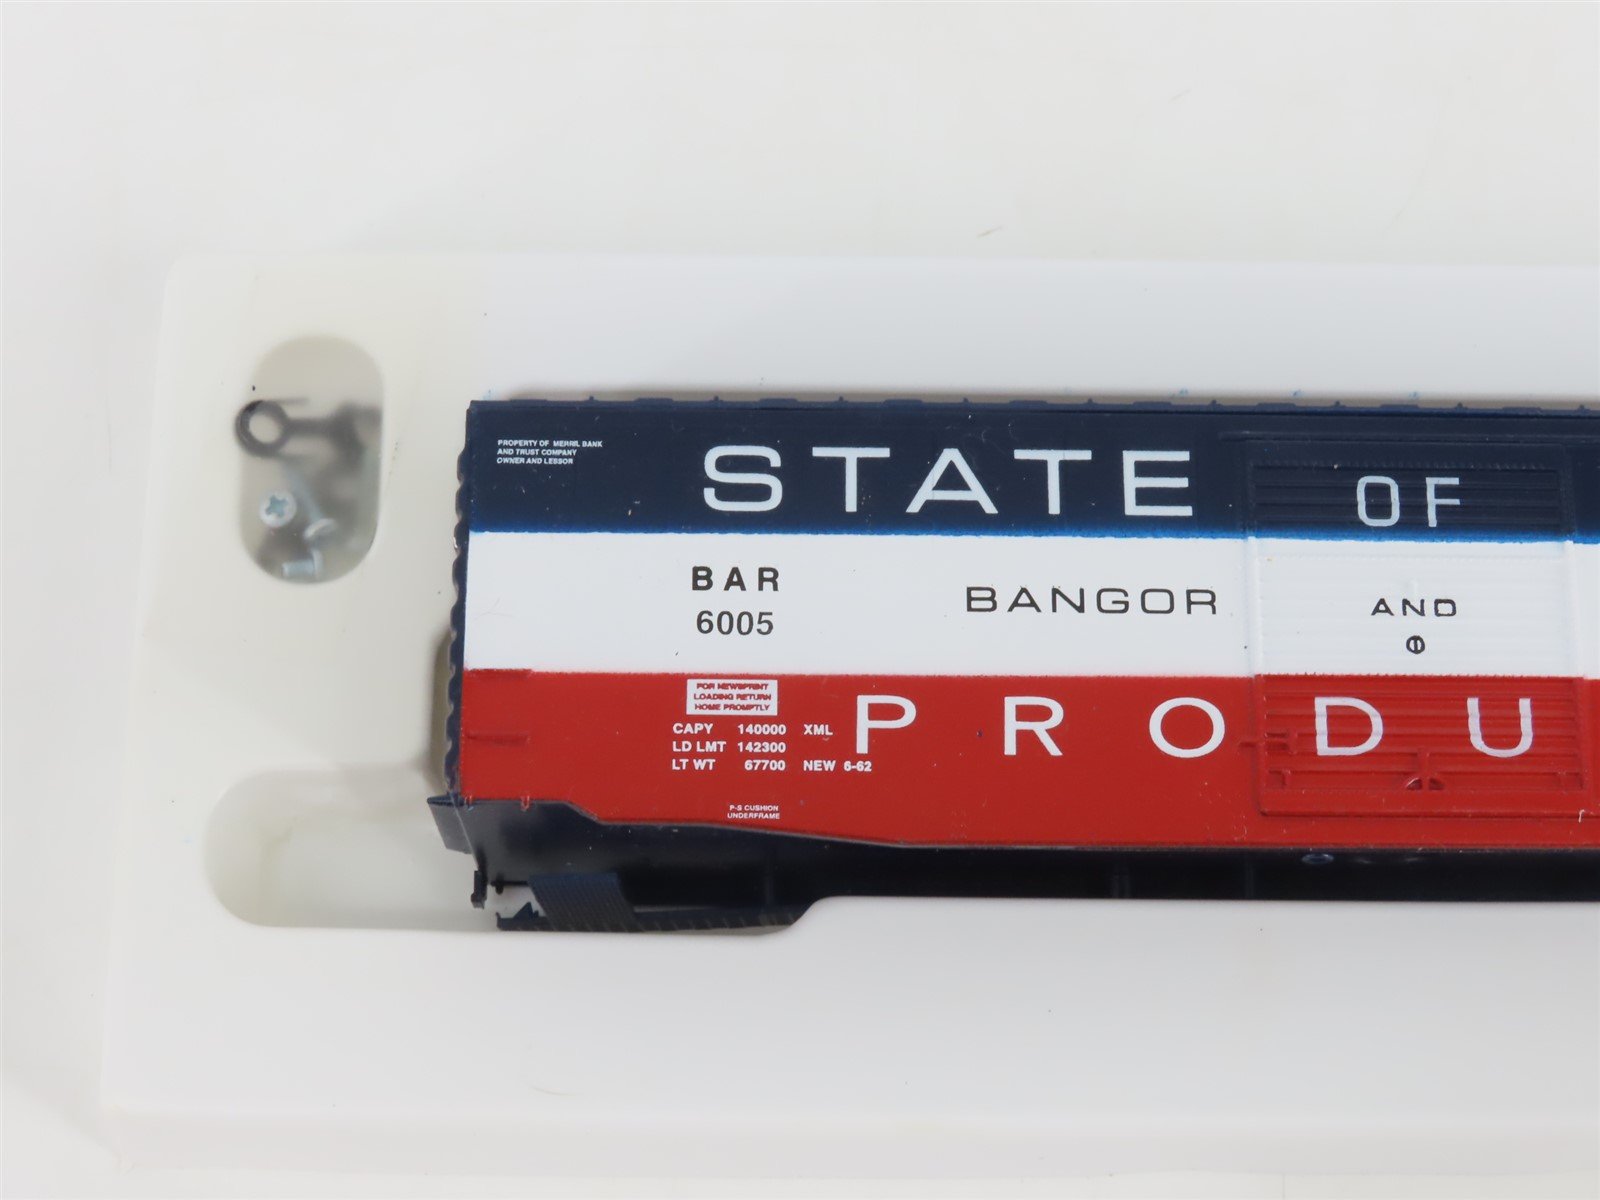 PROPERTY OF MERRIL BANK
AND TRUST COMPANY
OWNER AND LESSOR
STATE OF
BAR
6005
BANGOR AND
FOR NEWSPRINT
LOADING RETURN
HOME PROMPTLY
PRODU
CAPY 140000 XML
LD LMT 142300
LT WT 67700 NEW 6-62
P-S CUSHION
UNDERFRAME